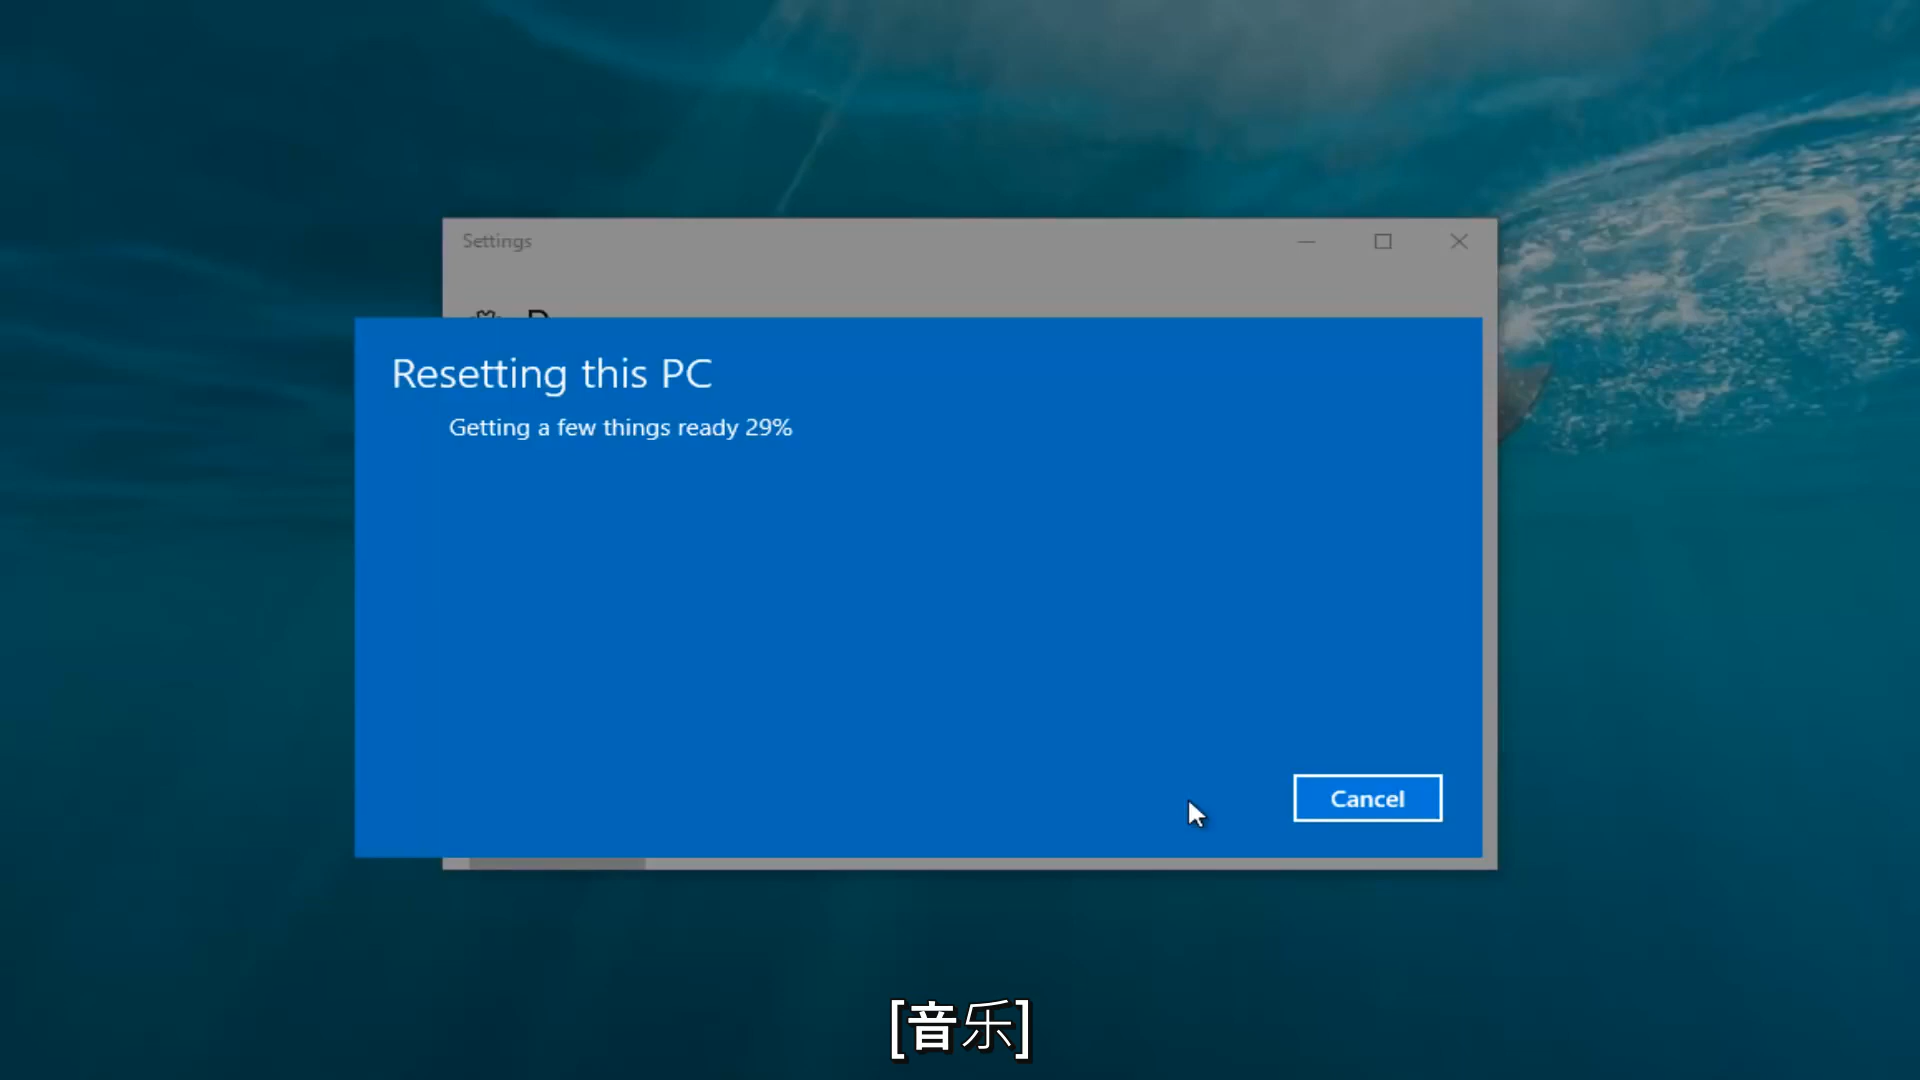 Settings
Resetting this PC
Getting a few things ready 29%
Cancel
[音乐]